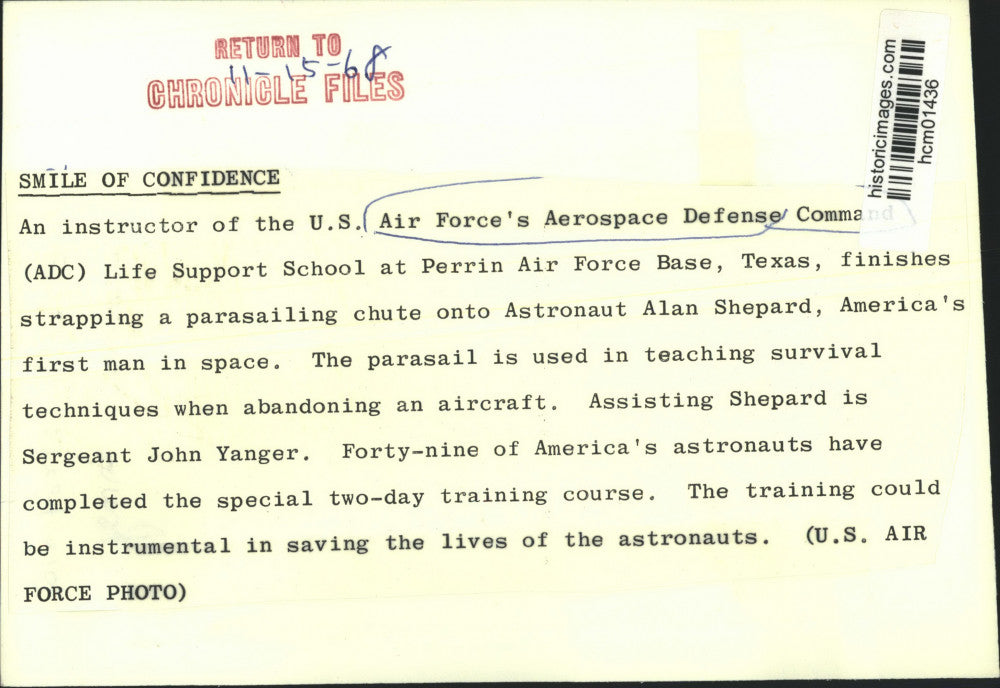 RETURN TO
11-15-68
CHRONICLE FILES
historicimages.com
hcm01436
SMILE OF CONFIDENCE
An instructor of the U.S. Air Force's Aerospace Defense Command
(ADC) Life Support School at Perrin Air Force Base, Texas, finishes
strapping a parasailing chute onto Astronaut Alan Shepard, America's
first man in space. The parasail is used in teaching survival
techniques when abandoning an aircraft. Assisting Shepard is
Sergeant John Yanger. Forty-nine of America's astronauts have
completed the special two-day training course. The training could
be instrumental in saving the lives of the astronauts. (U.S. AIR
FORCE PHOTO)